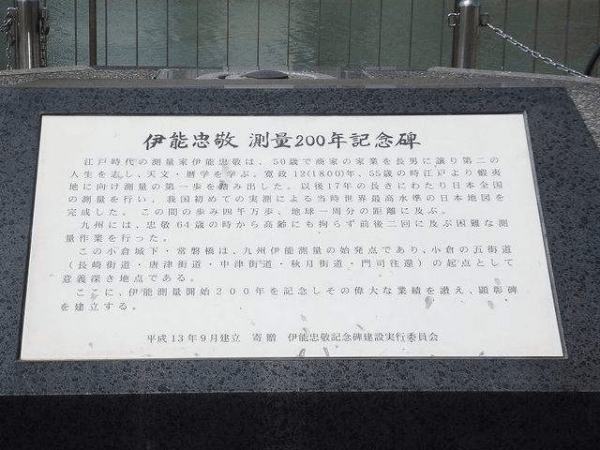 伊能忠敬 測量200年記念碑
江戸時代の測量家伊能忠敬は、50歳で商家の家業を長男に譲り第二の
人生を志し、天文・暦学を学ぶ。寛政12(1800)年、55歳の時江戸より蝦夷
地に向け測量の第一歩を踏み出した。以後17年の長きにわたり日本全国
の測量を行い、我国初めての実測による当時世界最高水準の日本地図を
完成した。この間の歩み四千万歩、地球一周分の距離に及ぶ。
九州には、忠敬64歳の時から高齢にも拘らず前後二回に及ぶ困難な測
量作業を行った。
この小倉城下・常磐橋は、九州伊能測量の始発点であり、小倉の五街道
(長崎街道・唐津街道・中津街道・秋月街道・門司往還)の起点として
意義深き地点である。
ここに、伊能測量開始200年を記念しその偉大な業績を讃え、顕彰碑
を建立する。
平成13年9月建立 寄贈 伊能忠敬記念碑建設実行委員会